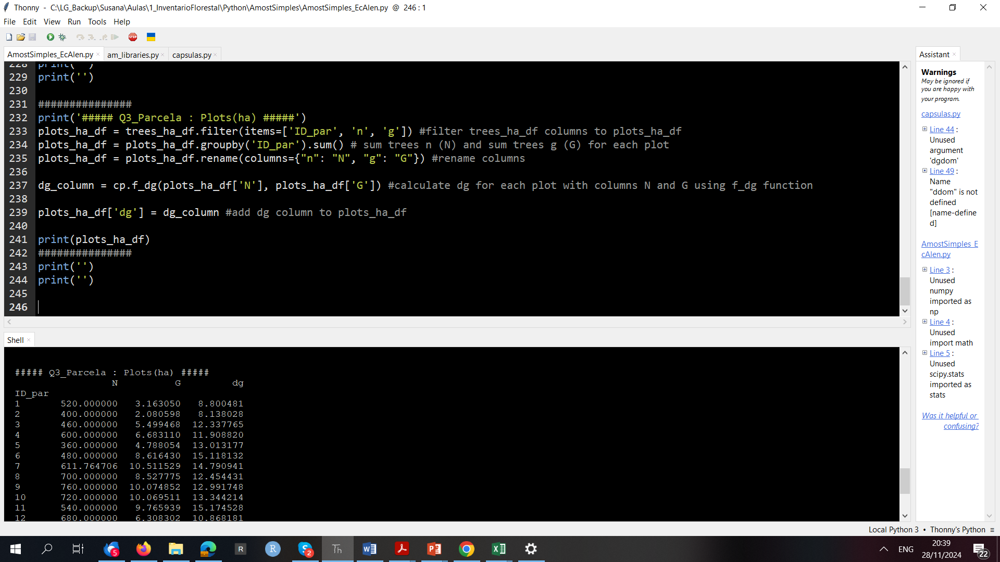 Thonny - C:\LG_Backup\Susana\Aulas\1_InventarioFlorestal\Python\AmostSimples\AmostSimples_EcAlen.py @ 246 : 1
File Edit View Run Tools Help
STOP
AmostSimples_EcAlen.py × am_libraries.py × capsulas.py ×
228 print('')
229 print('')
230
231 ###############
232 print('##### Q3_Parcela : Plots(ha) #####')
233 plots_ha_df = trees_ha_df.filter(items=['ID_par', 'n', 'g']) #filter trees_ha_df columns to plots_ha_df
234 plots_ha_df = plots_ha_df.groupby('ID_par').sum() # sum trees n (N) and sum trees g (G) for each plot
235 plots_ha_df = plots_ha_df.rename(columns={"n": "N", "g": "G"}) #rename columns
236
237 dg_column = cp.f_dg(plots_ha_df['N'], plots_ha_df['G']) #calculate dg for each plot with columns N and G using f_dg function
238
239 plots_ha_df['dg'] = dg_column #add dg column to plots_ha_df
240
241 print(plots_ha_df)
242 ###############
243 print('')
244 print('')
245
246
Shell ×
##### Q3_Parcela : Plots(ha) #####
N G dg
ID_par
1 520.000000 3.163050 8.800481
2 400.000000 2.080598 8.138028
3 460.000000 5.499468 12.337765
4 600.000000 6.683110 11.908820
5 360.000000 4.788054 13.013177
6 480.000000 8.616430 15.118132
7 611.764706 10.511529 14.790941
8 700.000000 8.527775 12.454431
9 760.000000 10.074852 12.991748
10 720.000000 10.069511 13.344214
11 540.000000 9.765939 15.174528
12 680.000000 6.308302 10.868181
Assistant ×
Warnings
May be ignored if
you are happy with
your program.
capsulas.py
Line 44 :
Unused
argument
'dgdom'
Line 49 :
Name
"ddom" is not
defined
[name-define
d]
AmostSimples_E
cAlen.py
Line 3 :
Unused
numpy
imported as
np
Line 4 :
Unused
import math
Line 5 :
Unused
scipy.stats
imported as
stats
Was it helpful or
confusing?
Local Python 3 • Thonny's Python ≡
5
R
R
S
2
Th
W
P
X
ENG
20:39
28/11/2024
22